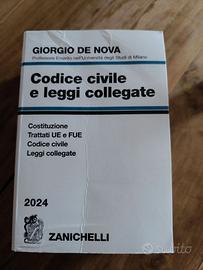 GIORGIO DE NOVA
Professore Emerito nell'Università degli Studi di Milano
Codice civile
e leggi collegate
Costituzione
Trattati UE e FUE
Codice civile
Leggi collegate
2024
ZANICHELLI
subito